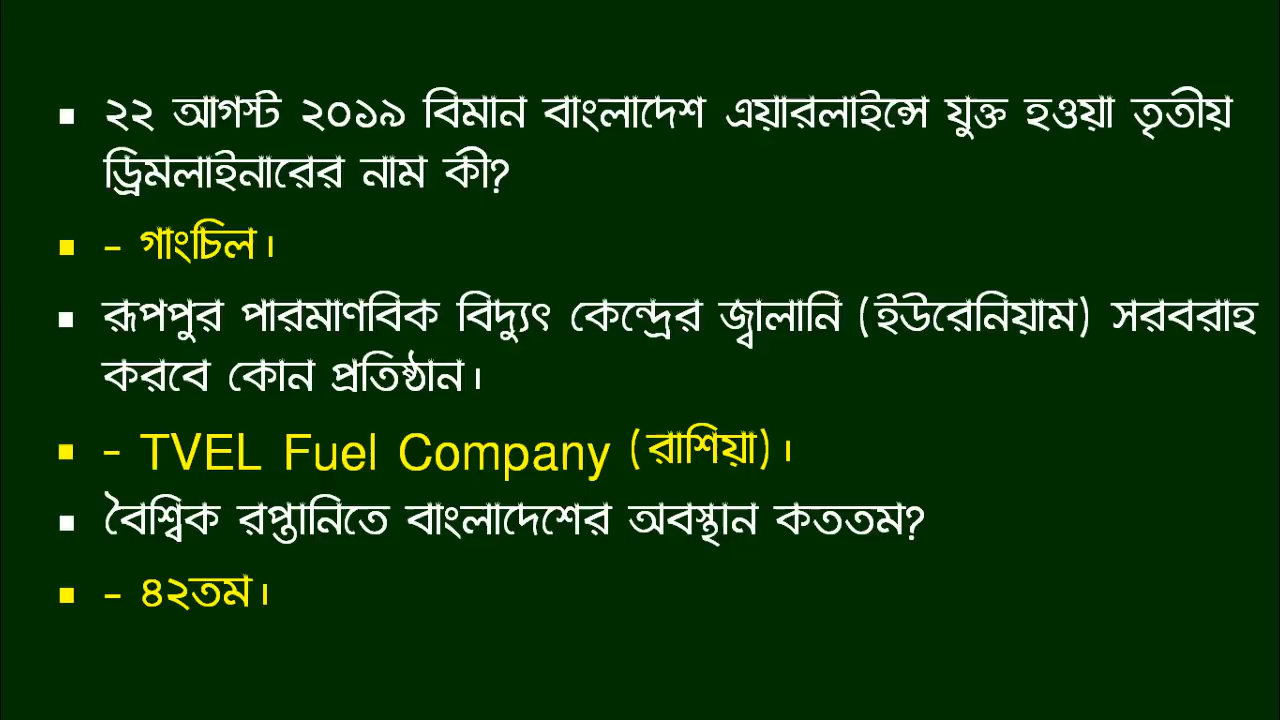 ▪ ২২ আগস্ট ২০১৯ বিমান বাংলাদেশ এয়ারলাইন্সে যুক্ত হওয়া তৃতীয়
ড্রিমলাইনারের নাম কী?
▪ – গাংচিল।
▪ রূপপুর পারমাণবিক বিদ্যুৎ কেন্দ্রের জ্বালানি (ইউরেনিয়াম) সরবরাহ
করবে কোন প্রতিষ্ঠান।
▪ – TVEL Fuel Company (রাশিয়া)।
▪ বৈশ্বিক রপ্তানিতে বাংলাদেশের অবস্থান কততম?
▪ – ৪২তম।